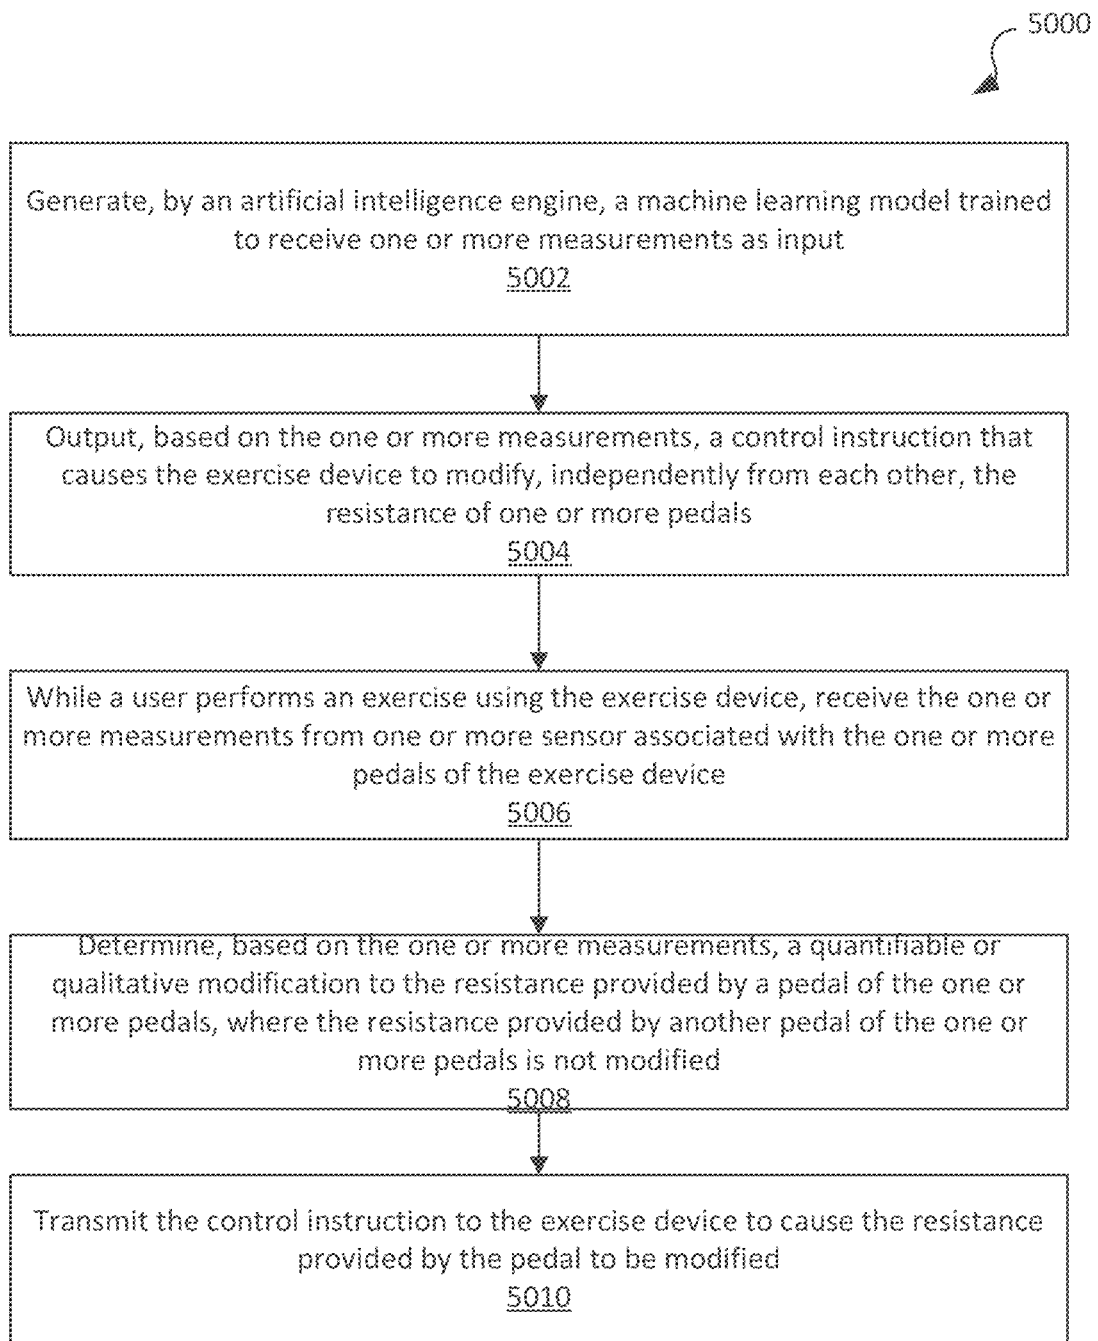 5000
Generate, by an artificial intelligence engine, a machine learning model trained
to receive one or more measurements as input
5002
Output, based on the one or more measurements, a control instruction that
causes the exercise device to modify, independently from each other, the
resistance of one or more pedals
5004
While a user performs an exercise using the exercise device, receive the one or
more measurements from one or more sensor associated with the one or more
pedals of the exercise device
5006
Determine, based on the one or more measurements, a quantifiable or
qualitative modification to the resistance provided by a pedal of the one or
more pedals, where the resistance provided by another pedal of the one or
more pedals is not modified
5008
Transmit the control instruction to the exercise device to cause the resistance
provided by the pedal to be modified
5010